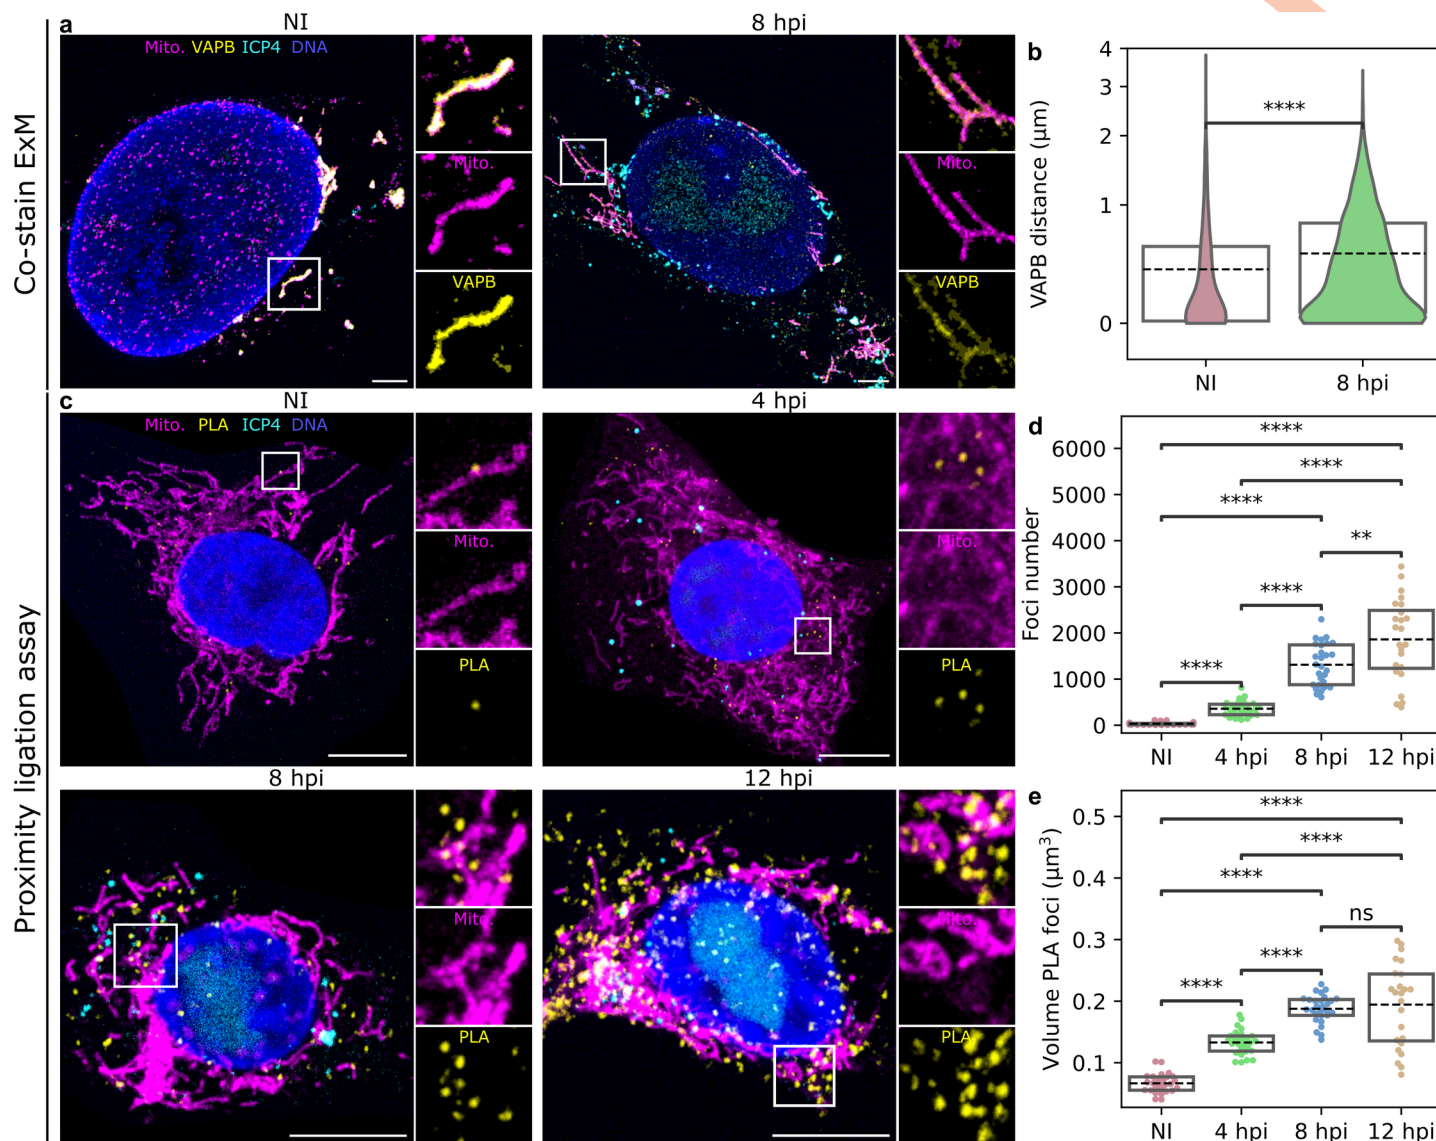 Co-stain ExM
a
NI
8 hpi
Mito. VAPB ICP4 DNA
Mito.
VAPB
Mito.
VAPB
b
VAPB distance (µm)
4
3
2
1
0
****
NI
8 hpi
Proximity ligation assay
c
NI
4 hpi
Mito. PLA ICP4 DNA
Mito.
PLA
Mito.
PLA
8 hpi
12 hpi
Mito.
PLA
Mito.
PLA
d
Foci number
6000
5000
4000
3000
2000
1000
0
****
****
****
**
****
****
NI
4 hpi
8 hpi
12 hpi
e
Volume PLA foci (µm³)
0.5
0.4
0.3
0.2
0.1
****
****
****
ns
****
****
NI
4 hpi
8 hpi
12 hpi